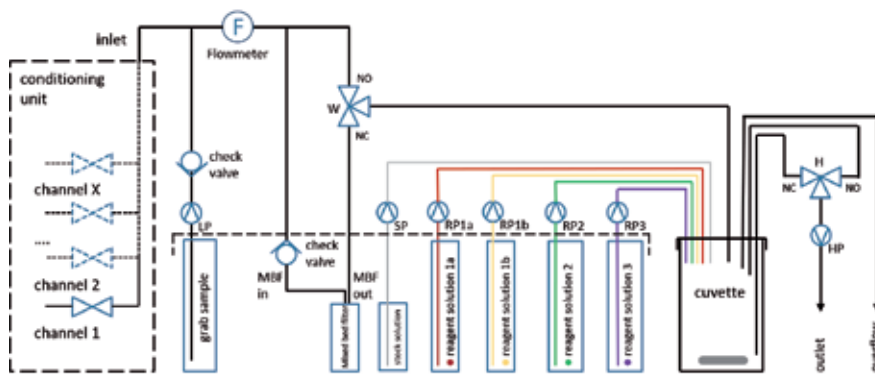 inlet
F
Flowmeter
conditioning
unit
NO
W
NC
check
valve
H
NC
NO
channel X
LP
SP
RP1a
RP1b
RP2
RP3
HP
....
channel 2
check
valve
MBF
in
MBF
out
channel 1
grab sample
Mixed bed filter
stock solution
reagent solution 1a
reagent solution 1b
reagent solution 2
reagent solution 3
cuvette
outlet